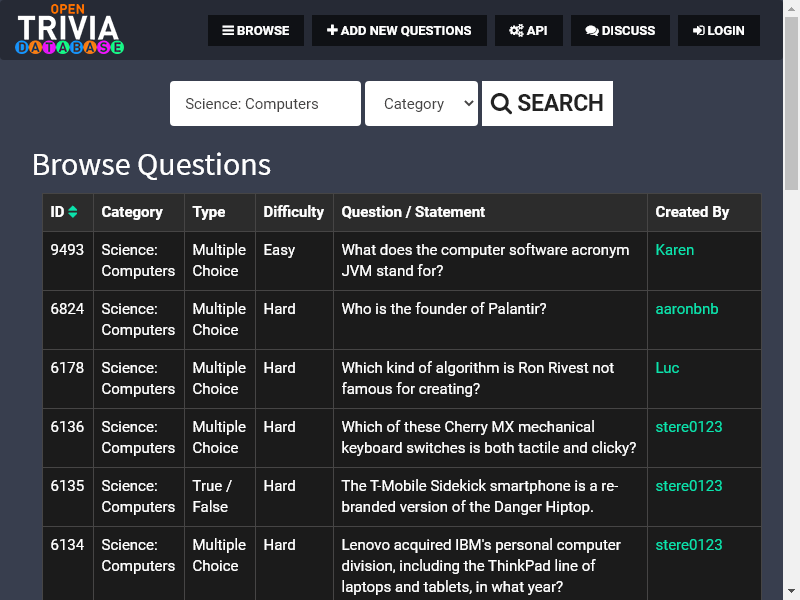 OPEN
TRIVIA
DATABASE
BROWSE
ADD NEW QUESTIONS
API
DISCUSS
LOGIN
Science: Computers
Category
SEARCH
Browse Questions
ID Category Type Difficulty Question / Statement Created By
9493 Science: Multiple Easy What does the computer software acronym Karen
Computers Choice JVM stand for?
6824 Science: Multiple Hard Who is the founder of Palantir? aaronbnb
Computers Choice
6178 Science: Multiple Hard Which kind of algorithm is Ron Rivest not Luc
Computers Choice famous for creating?
6136 Science: Multiple Hard Which of these Cherry MX mechanical stere0123
Computers Choice keyboard switches is both tactile and clicky?
6135 Science: True / Hard The T-Mobile Sidekick smartphone is a re- stere0123
Computers False branded version of the Danger Hiptop.
6134 Science: Multiple Hard Lenovo acquired IBM's personal computer stere0123
Computers Choice division, including the ThinkPad line of
laptops and tablets, in what year?